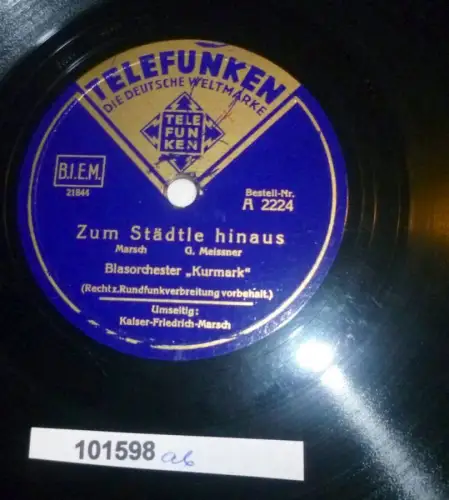 TELEFUNKEN
DIE DEUTSCHE WELTMARKE
TELE
FUN
KEN
B.I.E.M.
21844
Bestell-Nr.
A 2224
Zum Städtle hinaus
Marsch G. Meissner
Blasorchester „Kurmark“
(Recht z. Rundfunkverbreitung vorbehalt.)
Umseitig:
Kaiser-Friedrich-Marsch
101598 ab